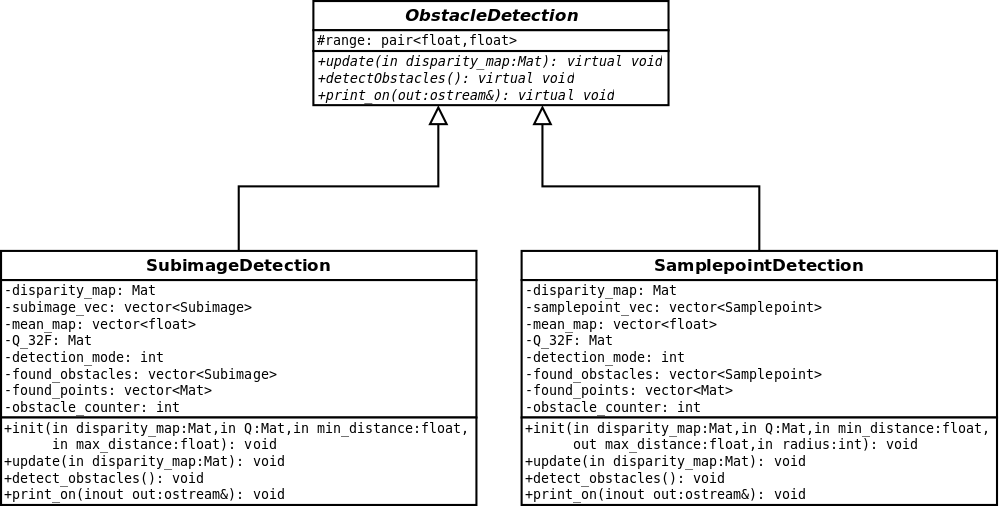 ObstacleDetection
#range: pair<float,float>
+update(in disparity_map:Mat): virtual void
+detectObstacles(): virtual void
+print_on(out:ostream&): virtual void
SubimageDetection
-disparity_map: Mat
-subimage_vec: vector<Subimage>
-mean_map: vector<float>
-Q_32F: Mat
-detection_mode: int
-found_obstacles: vector<Subimage>
-found_points: vector<Mat>
-obstacle_counter: int
+init(in disparity_map:Mat,in Q:Mat,in min_distance:float,
in max_distance:float): void
+update(in disparity_map:Mat): void
+detect_obstacles(): void
+print_on(inout out:ostream&): void
SamplepointDetection
-disparity_map: Mat
-samplepoint_vec: vector<Samplepoint>
-mean_map: vector<float>
-Q_32F: Mat
-detection_mode: int
-found_obstacles: vector<Samplepoint>
-found_points: vector<Mat>
-obstacle_counter: int
+init(in disparity_map:Mat,in Q:Mat,in min_distance:float,
out max_distance:float,in radius:int): void
+update(in disparity_map:Mat): void
+detect_obstacles(): void
+print_on(inout out:ostream&): void